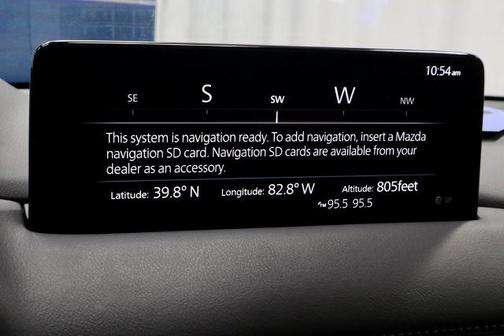 10:54am
SE S SW W NW
This system is navigation ready. To add navigation, insert a Mazda
navigation SD card. Navigation SD cards are available from your
dealer as an accessory.
Latitude: 39.8° N Longitude: 82.8° W Altitude: 805feet
FM 95.5 95.5